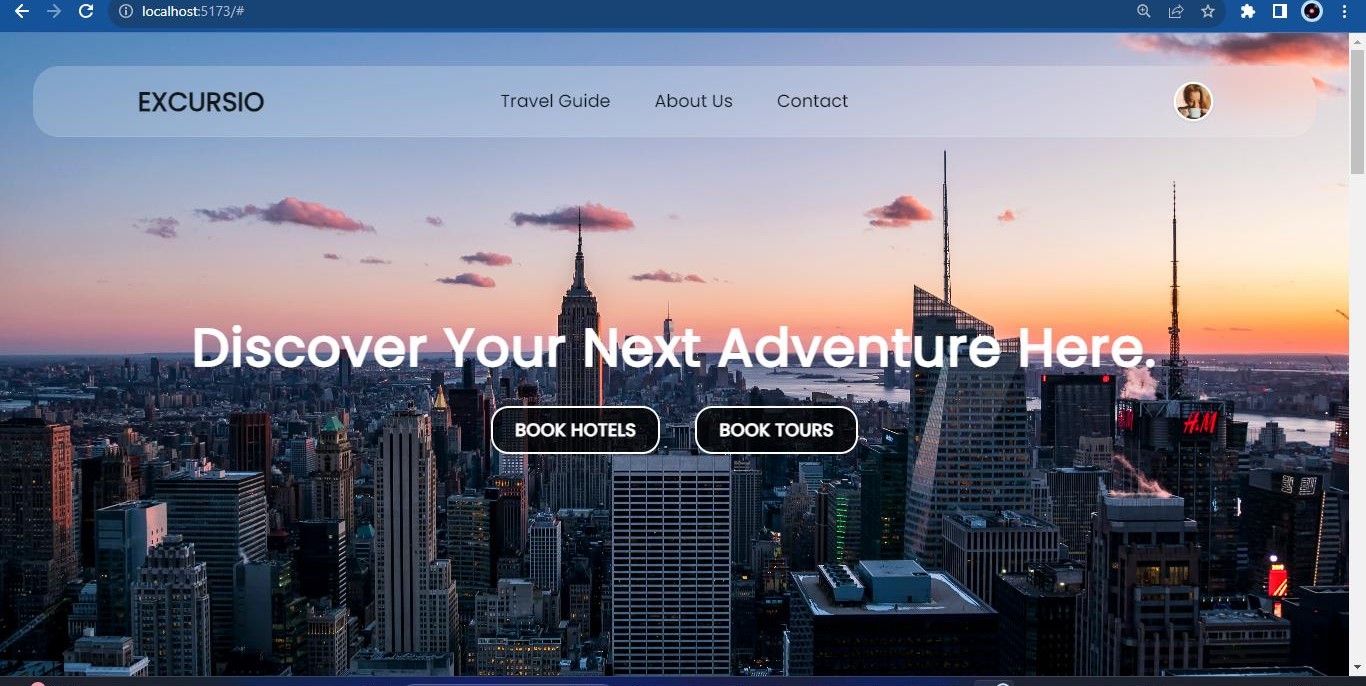 localhost:5173/#
EXCURSIO
Travel Guide
About Us
Contact
Discover Your Next Adventure Here.
BOOK HOTELS
BOOK TOURS
H&M